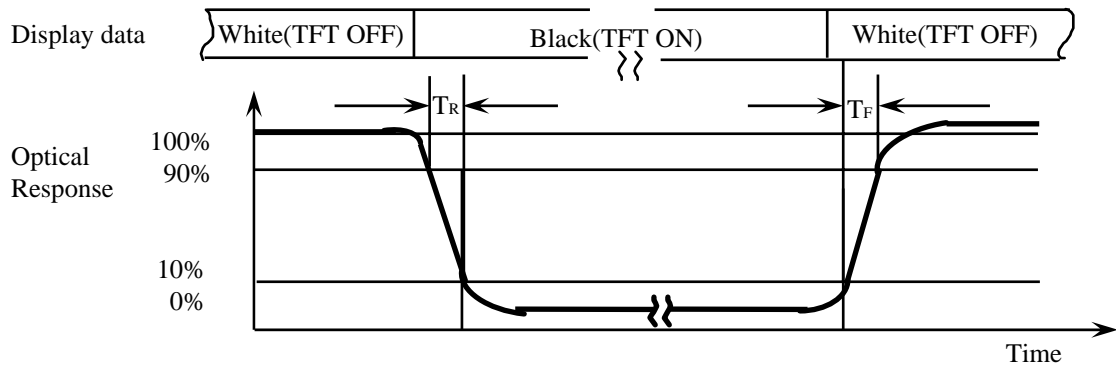 Display data
White(TFT OFF)
Black(TFT ON)
White(TFT OFF)
TR
TF
100%
Optical
Response
90%
10%
0%
Time